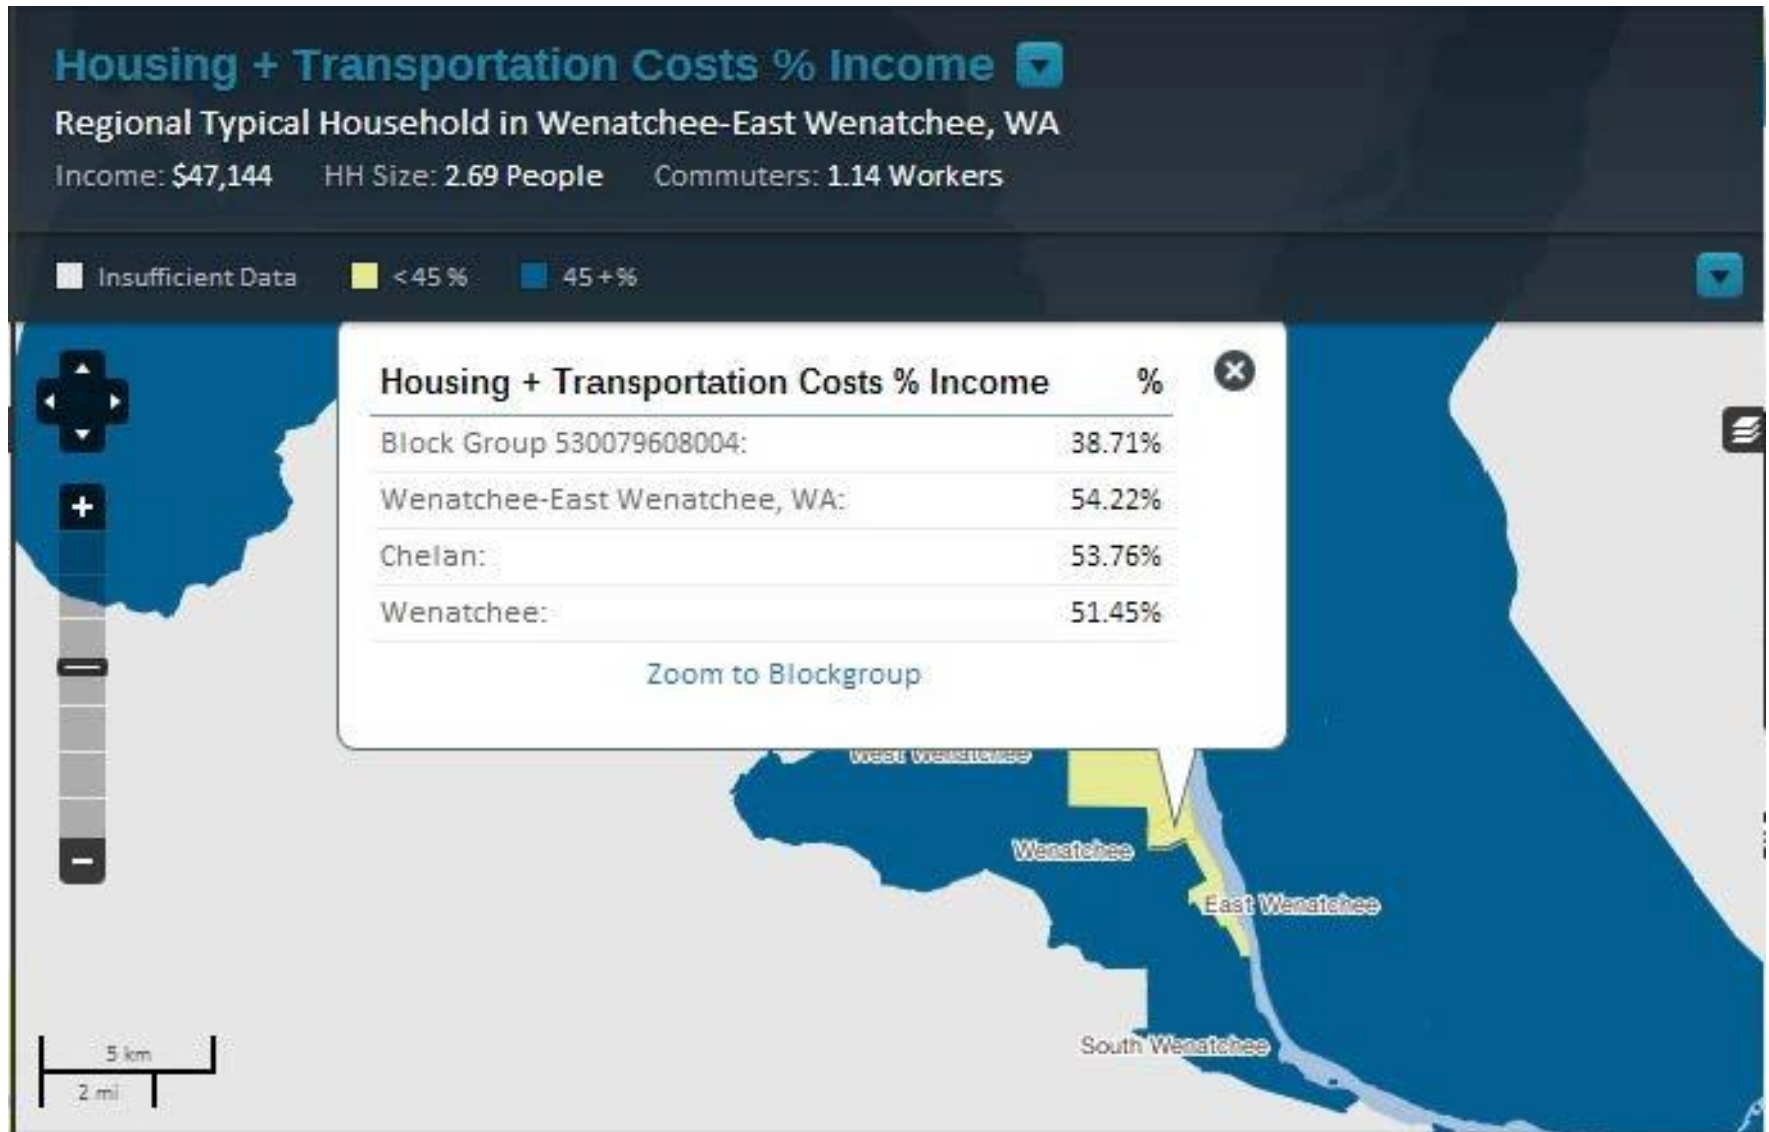 Housing + Transportation Costs % Income
Regional Typical Household in Wenatchee-East Wenatchee, WA
Income: $47,144 HH Size: 2.69 People Commuters: 1.14 Workers
Insufficient Data <45% 45+%
Housing + Transportation Costs % Income %
Block Group 530079608004: 38.71%
Wenatchee-East Wenatchee, WA: 54.22%
Chelan: 53.76%
Wenatchee: 51.45%
Zoom to Blockgroup
West Wenatchee
Wenatchee
East Wenatchee
South Wenatchee
5 km
2 mi